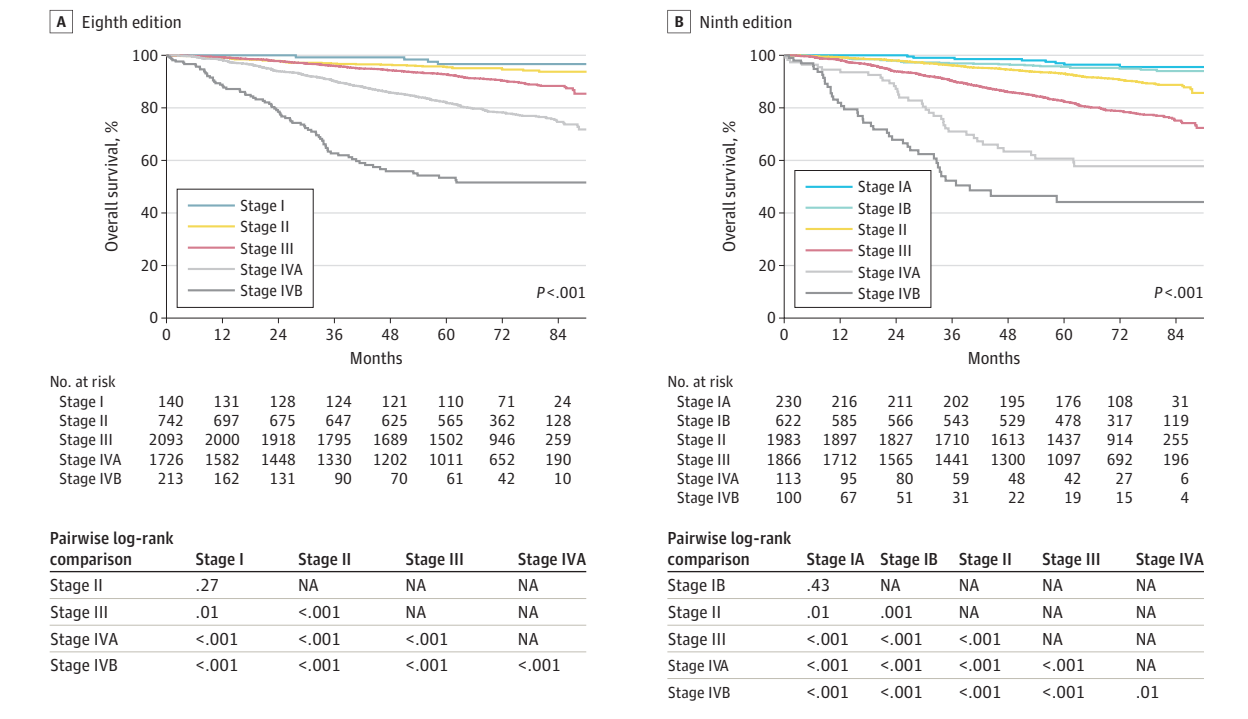 A Eighth edition
Overall survival, %
100
80
60
40
20
0
Stage I
Stage II
Stage III
Stage IVA
Stage IVB
P<.001
0 12 24 36 48 60 72 84
Months
No. at risk
Stage I 140 131 128 124 121 110 71 24
Stage II 742 697 675 647 625 565 362 128
Stage III 2093 2000 1918 1795 1689 1502 946 259
Stage IVA 1726 1582 1448 1330 1202 1011 652 190
Stage IVB 213 162 131 90 70 61 42 10
Pairwise log-rank
comparison Stage I Stage II Stage III Stage IVA
Stage II .27 NA NA NA
Stage III .01 <.001 NA NA
Stage IVA <.001 <.001 <.001 NA
Stage IVB <.001 <.001 <.001 <.001
B Ninth edition
Overall survival, %
100
80
60
40
20
0
Stage IA
Stage IB
Stage II
Stage III
Stage IVA
Stage IVB
P<.001
0 12 24 36 48 60 72 84
Months
No. at risk
Stage IA 230 216 211 202 195 176 108 31
Stage IB 622 585 566 543 529 478 317 119
Stage II 1983 1897 1827 1710 1613 1437 914 255
Stage III 1866 1712 1565 1441 1300 1097 692 196
Stage IVA 113 95 80 59 48 42 27 6
Stage IVB 100 67 51 31 22 19 15 4
Pairwise log-rank
comparison Stage IA Stage IB Stage II Stage III Stage IVA
Stage IB .43 NA NA NA NA
Stage II .01 .001 NA NA NA
Stage III <.001 <.001 <.001 NA NA
Stage IVA <.001 <.001 <.001 <.001 NA
Stage IVB <.001 <.001 <.001 <.001 .01